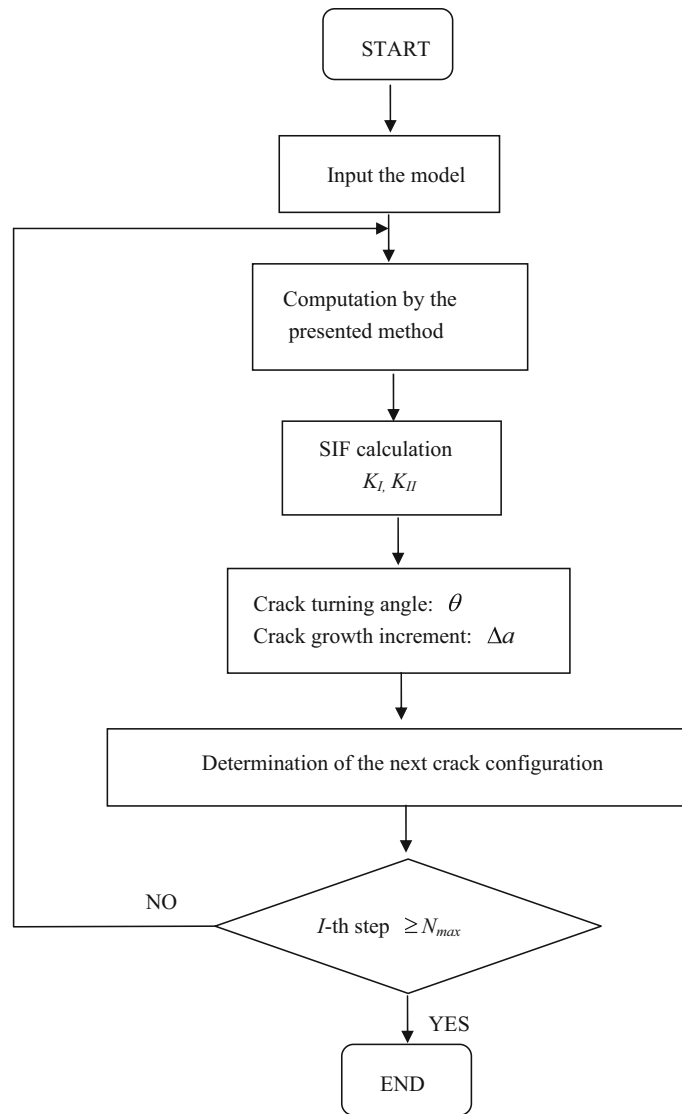 START
Input the model
Computation by the
presented method
SIF calculation
K_I, K_II
Crack turning angle: θ
Crack growth increment: Δa
Determination of the next crack configuration
NO
I-th step ≥ N_max
YES
END